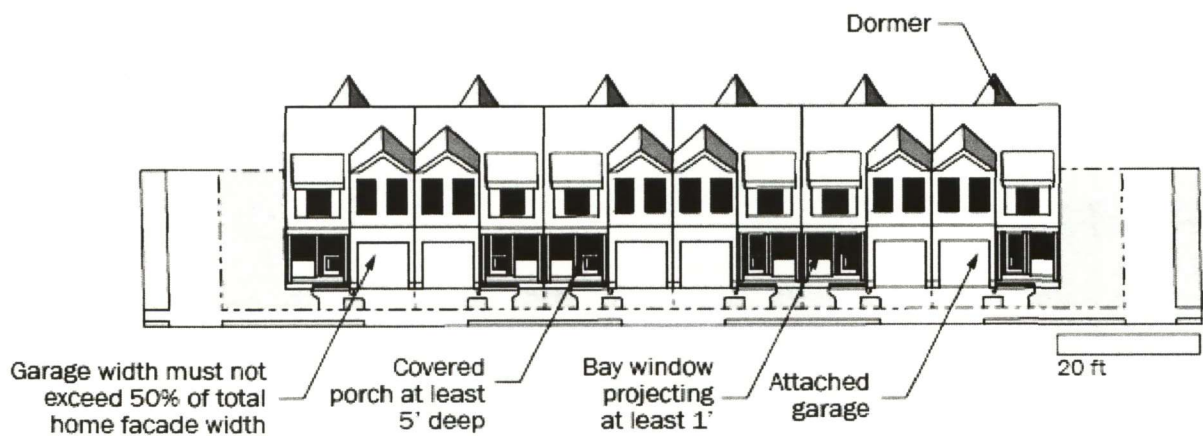 Dormer
Garage width must not
exceed 50% of total
home facade width
Covered
porch at least
5' deep
Bay window
projecting
at least 1'
Attached
garage
20 ft